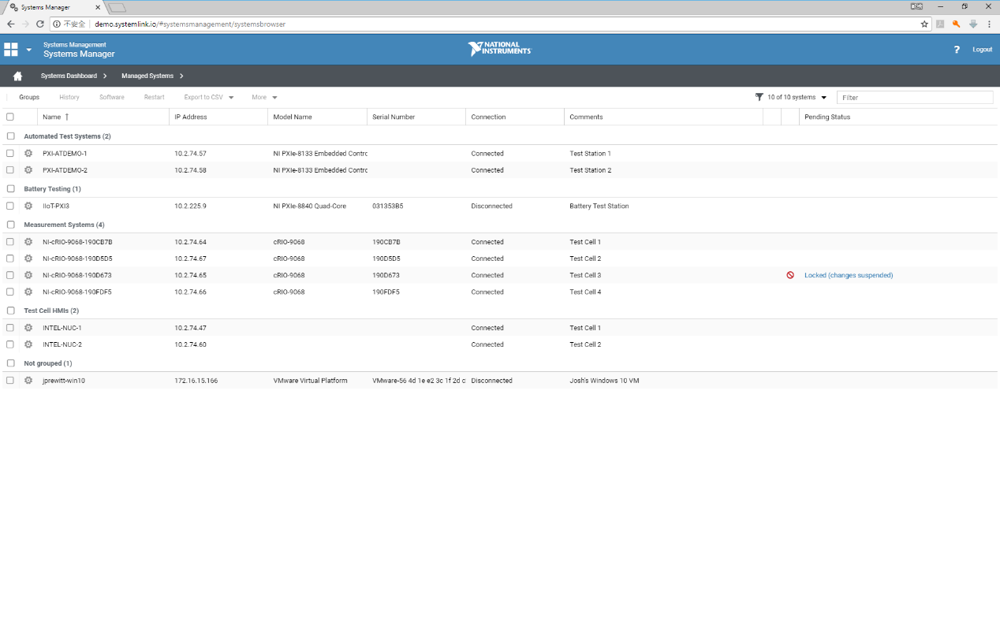 Systems Manager
不安全 demo.systemlink.io/#systemsmanagement/systemsbrowser
Systems Management
Systems Manager
NATIONAL
INSTRUMENTS
? Logout
Systems Dashboard Managed Systems
Groups History Software Restart Export to CSV More 10 of 10 systems Filter
Name ↑ IP Address Model Name Serial Number Connection Comments Pending Status
Automated Test Systems (2)
PXI-ATDEMO-1 10.2.74.57 NI PXIe-8133 Embedded Contrc Connected Test Station 1
PXI-ATDEMO-2 10.2.74.58 NI PXIe-8133 Embedded Contrc Connected Test Station 2
Battery Testing (1)
IIoT-PXI3 10.2.225.9 NI PXIe-8840 Quad-Core 031353B5 Disconnected Battery Test Station
Measurement Systems (4)
NI-cRIO-9068-190CB7B 10.2.74.64 cRIO-9068 190CB7B Connected Test Cell 1
NI-cRIO-9068-190D5D5 10.2.74.67 cRIO-9068 190D5D5 Connected Test Cell 2
NI-cRIO-9068-190D673 10.2.74.65 cRIO-9068 190D673 Connected Test Cell 3 Locked (changes suspended)
NI-cRIO-9068-190FDF5 10.2.74.66 cRIO-9068 190FDF5 Connected Test Cell 4
Test Cell HMIs (2)
INTEL-NUC-1 10.2.74.47 Connected Test Cell 1
INTEL-NUC-2 10.2.74.60 Connected Test Cell 2
Not grouped (1)
jprewitt-win10 172.16.15.166 VMware Virtual Platform VMware-56 4d 1e e2 3c 1f 2d c: Disconnected Josh's Windows 10 VM